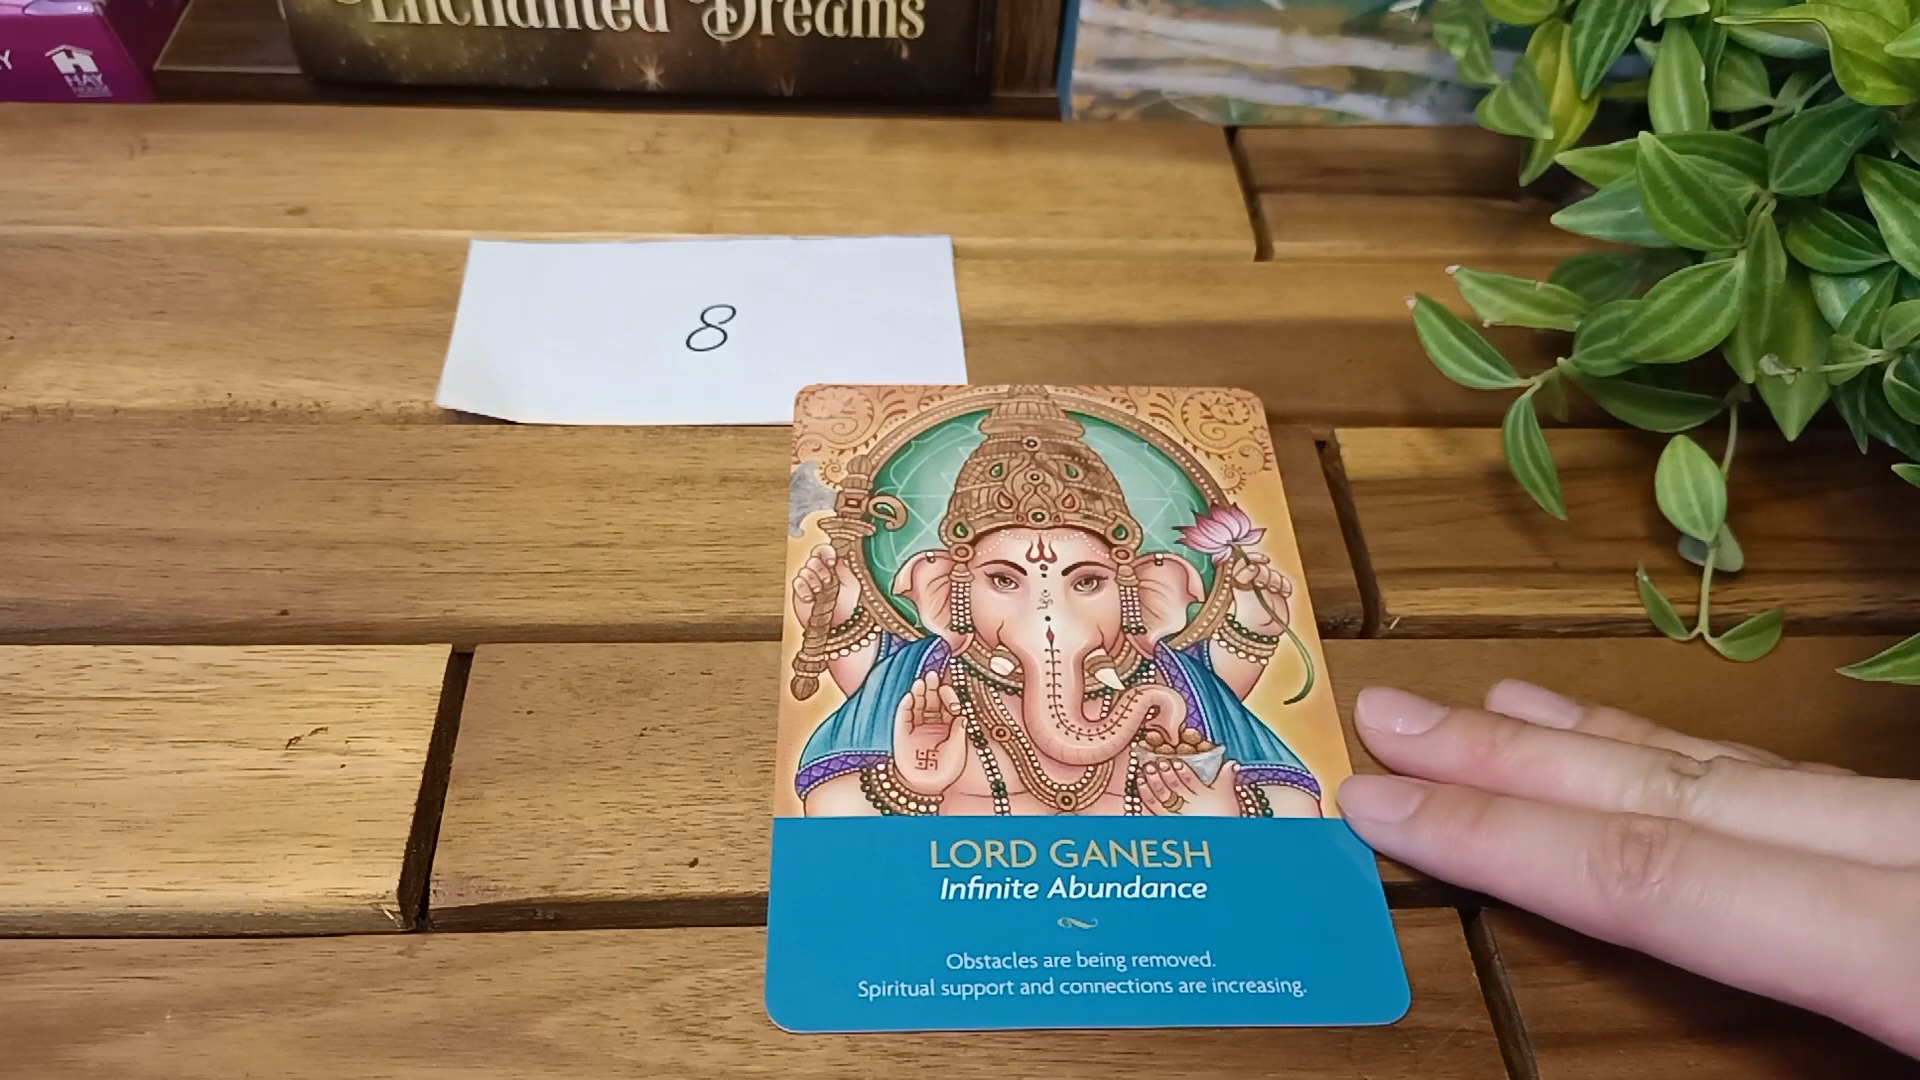 Enchanted Dreams
Y
HAY
HOUSE
8
LORD GANESH
Infinite Abundance
Obstacles are being removed.
Spiritual support and connections are increasing.